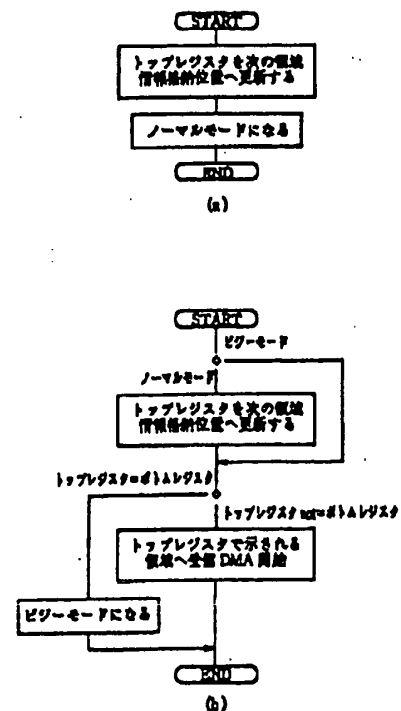 START
トップレジスタを次の領域
情報格納位置へ更新する
ノーマルモードになる
END
(a)
START
ビジーモード
ノーマルモード
トップレジスタを次の領域
情報格納位置へ更新する
トップレジスタ=ボトムレジスタ
トップレジスタ not=ボトムレジスタ
トップレジスタで示される
領域へ受信 DMA 開始
ビジーモードになる
END
(b)